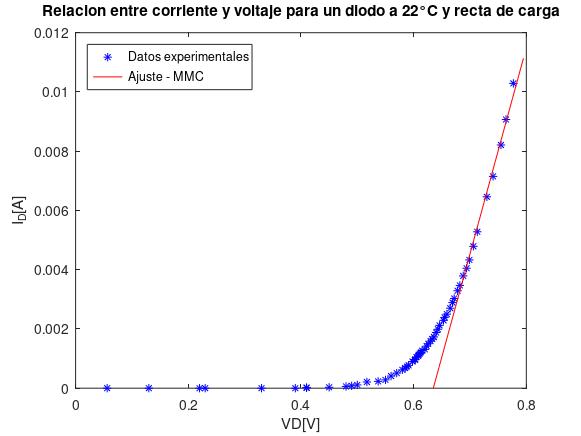 Relacion entre corriente y voltaje para un diodo a 22°C y recta de carga
0.012
0.01
0.008
0.006
0.004
0.002
0
I_D[A]
Datos experimentales
Ajuste - MMC
0 0.2 0.4 0.6 0.8
VD[V]